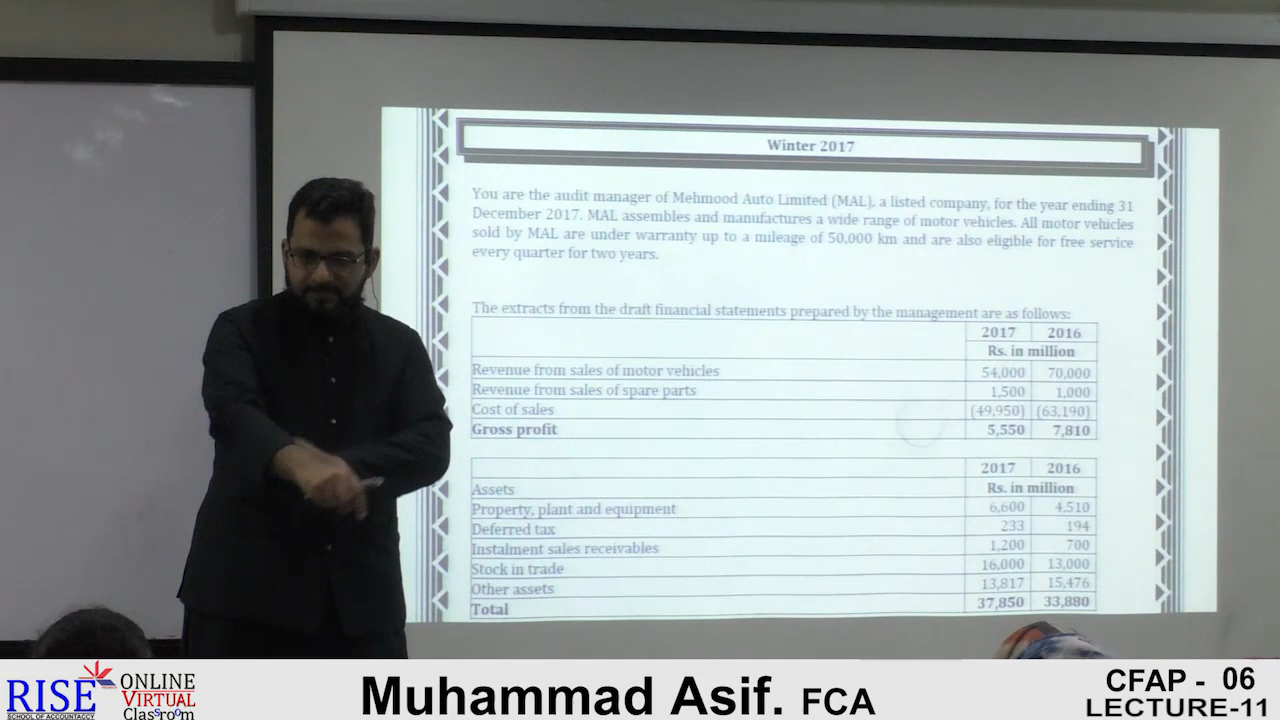 Winter 2017
You are the audit manager of Mehmood Auto Limited (MAL), a listed company, for the year ending 31
December 2017. MAL assembles and manufactures a wide range of motor vehicles. All motor vehicles
sold by MAL are under warranty up to a mileage of 50,000 km and are also eligible for free service
every quarter for two years.
The extracts from the draft financial statements prepared by the management are as follows:
2017 2016
Rs. in million
Revenue from sales of motor vehicles 54,000 70,000
Revenue from sales of spare parts 1,500 1,000
Cost of sales (49,950) (63,190)
Gross profit 5,550 7,810
2017 2016
Assets Rs. in million
Property, plant and equipment 6,600 4,510
Deferred tax 233 194
Instalment sales receivables 1,200 700
Stock in trade 16,000 13,000
Other assets 13,817 15,476
Total 37,850 33,880
RISE
SCHOOL OF ACCOUNTANCY
ONLINE
VIRTUAL
Classroom
Muhammad Asif. FCA
CFAP - 06
LECTURE-11